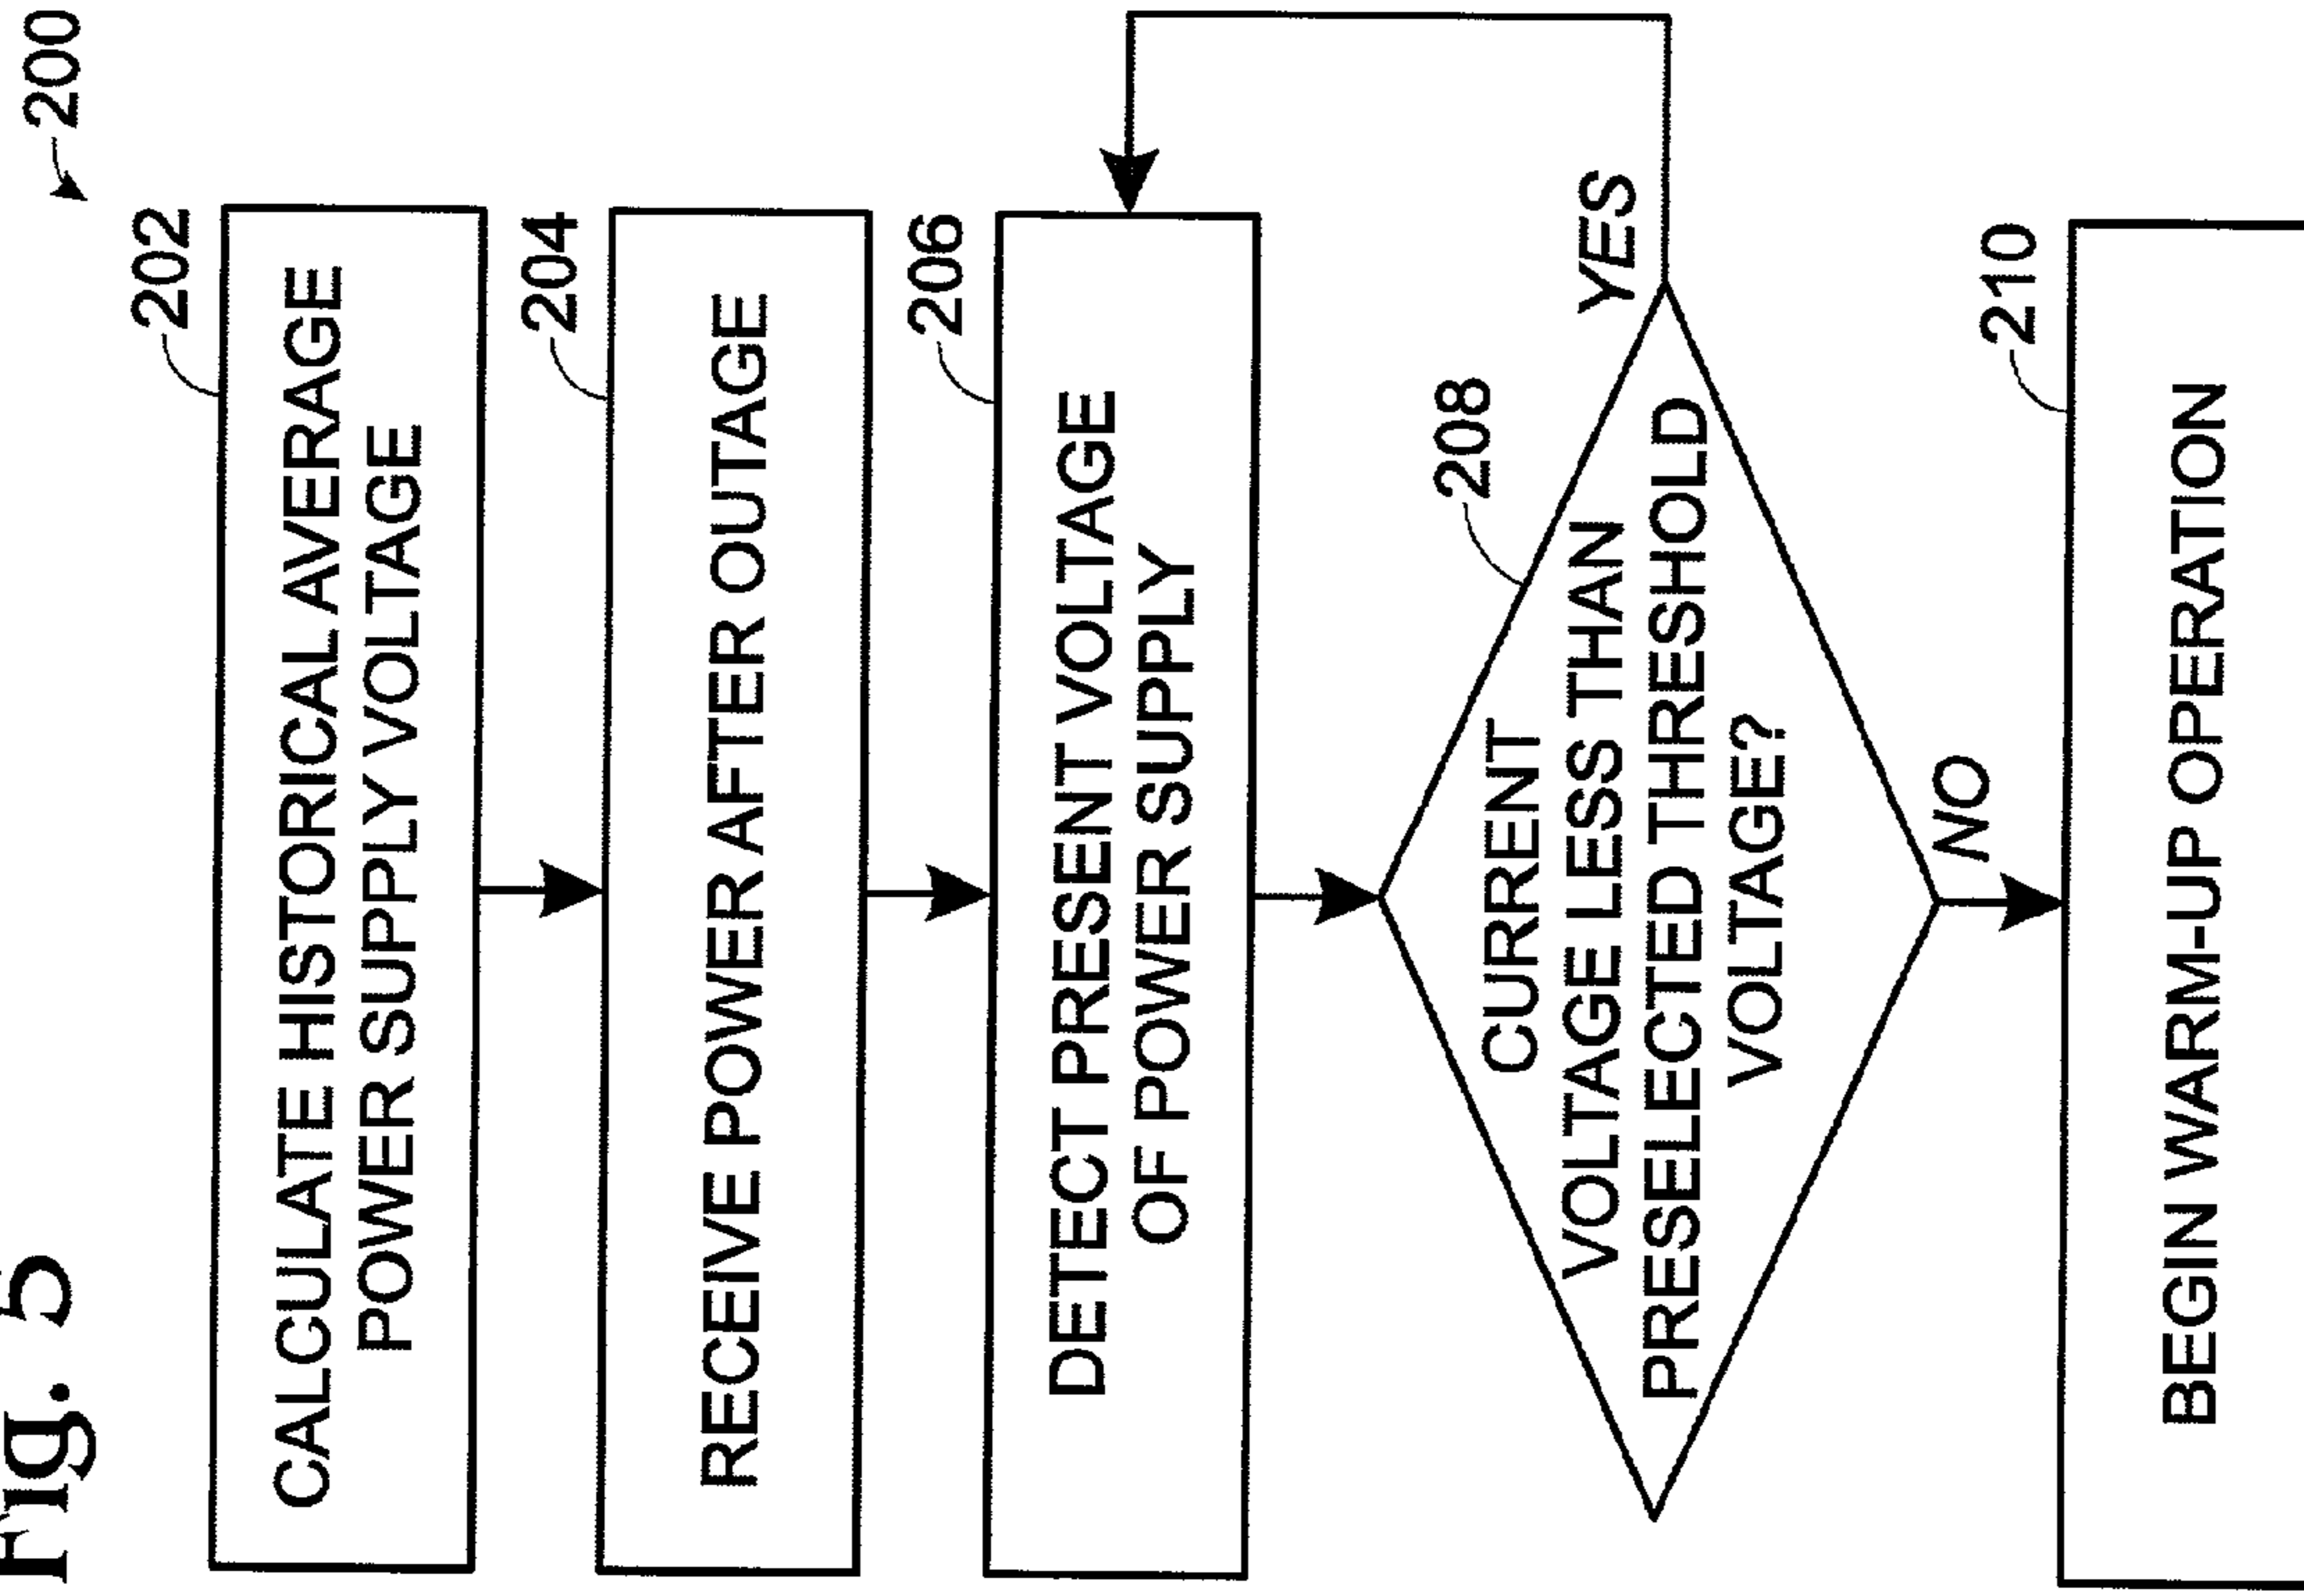 Fig. 5
200
202
CALCULATE HISTORICAL AVERAGE
POWER SUPPLY VOLTAGE
204
RECEIVE POWER AFTER OUTAGE
206
DETECT PRESENT VOLTAGE
OF POWER SUPPLY
208
CURRENT
VOLTAGE LESS THAN
PRESELECTED THRESHOLD
VOLTAGE?
YES
NO
210
BEGIN WARM-UP OPERATION